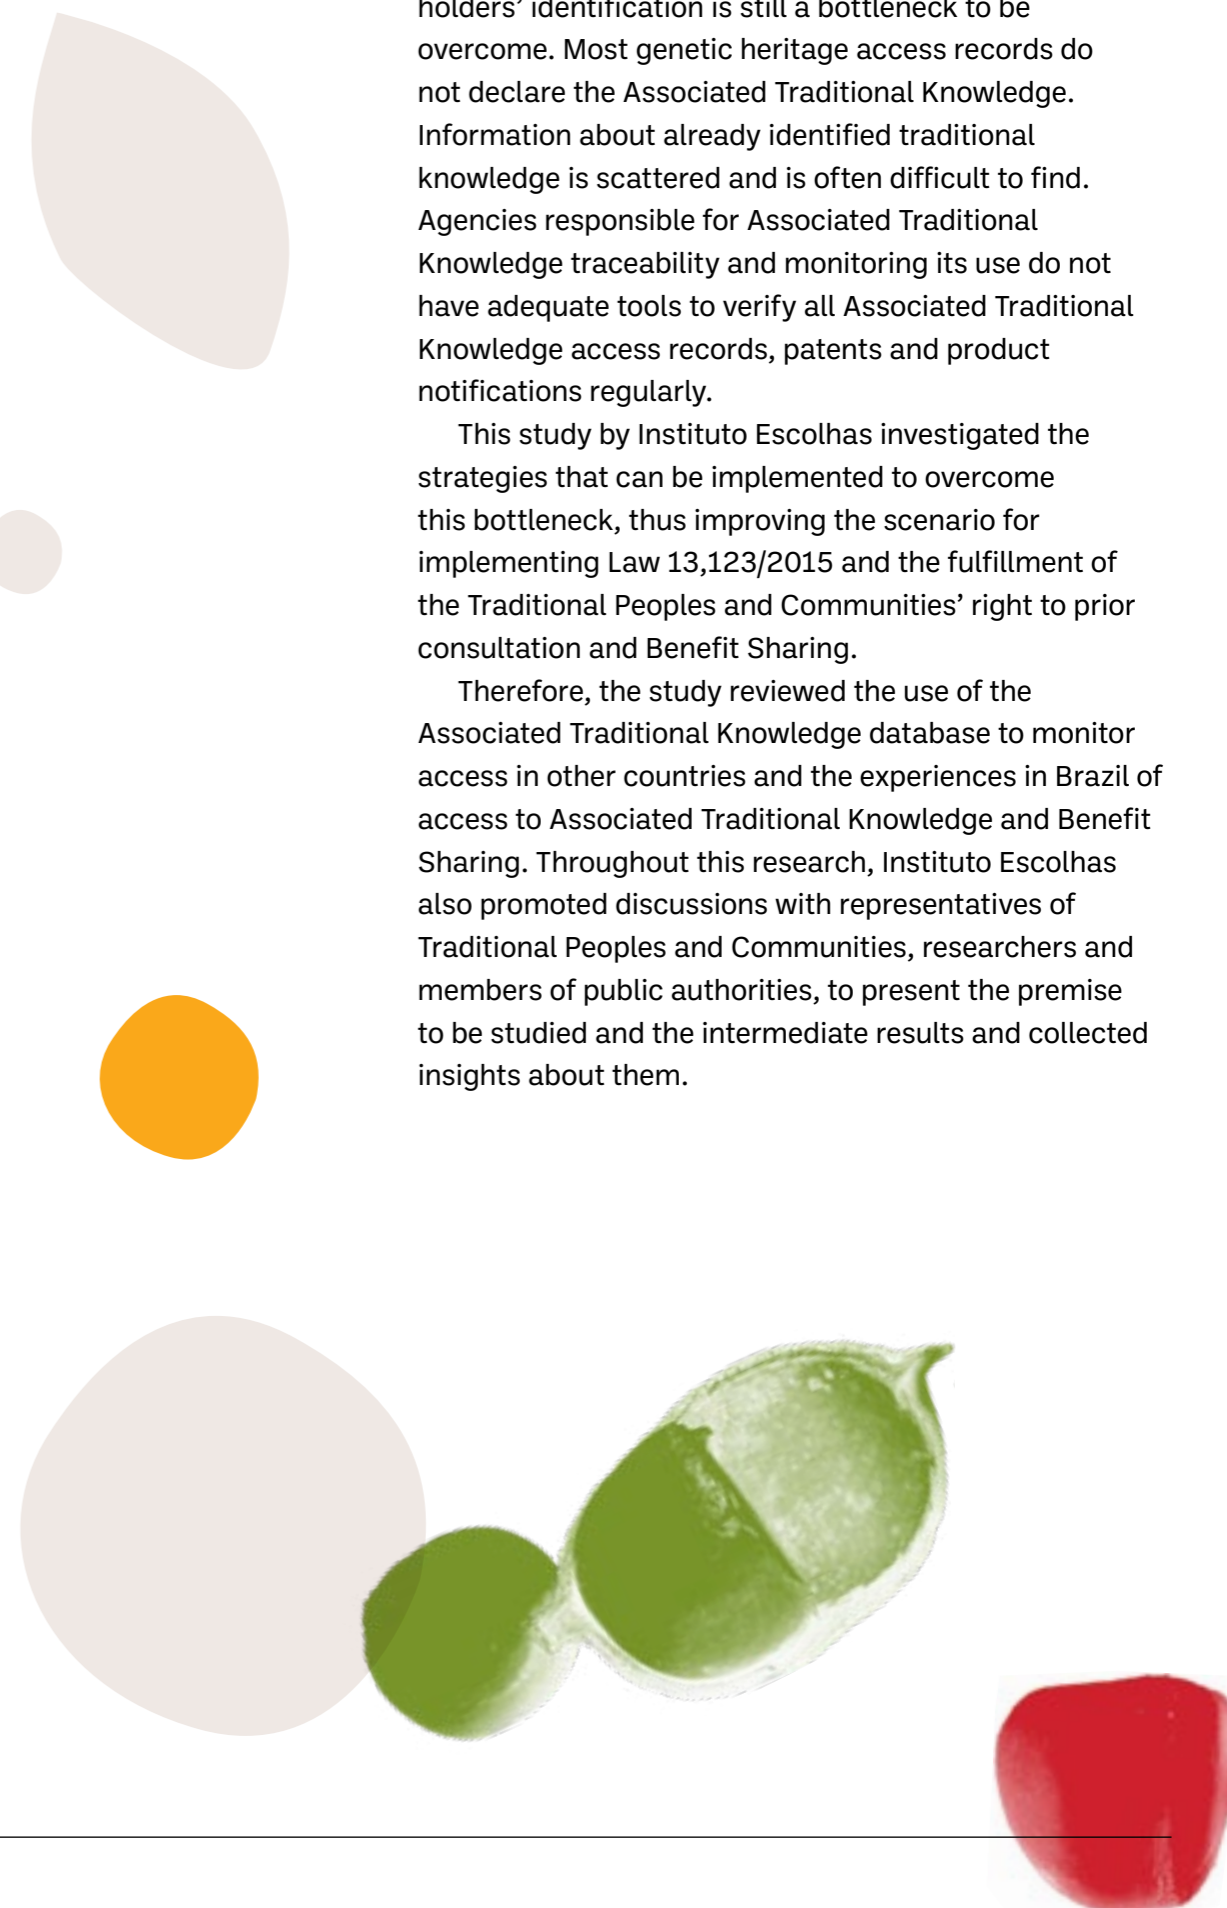 holders’ identification is still a bottleneck to be
overcome. Most genetic heritage access records do
not declare the Associated Traditional Knowledge.
Information about already identified traditional
knowledge is scattered and is often difficult to find.
Agencies responsible for Associated Traditional
Knowledge traceability and monitoring its use do not
have adequate tools to verify all Associated Traditional
Knowledge access records, patents and product
notifications regularly.
This study by Instituto Escolhas investigated the
strategies that can be implemented to overcome
this bottleneck, thus improving the scenario for
implementing Law 13,123/2015 and the fulfillment of
the Traditional Peoples and Communities’ right to prior
consultation and Benefit Sharing.
Therefore, the study reviewed the use of the
Associated Traditional Knowledge database to monitor
access in other countries and the experiences in Brazil of
access to Associated Traditional Knowledge and Benefit
Sharing. Throughout this research, Instituto Escolhas
also promoted discussions with representatives of
Traditional Peoples and Communities, researchers and
members of public authorities, to present the premise
to be studied and the intermediate results and collected
insights about them.